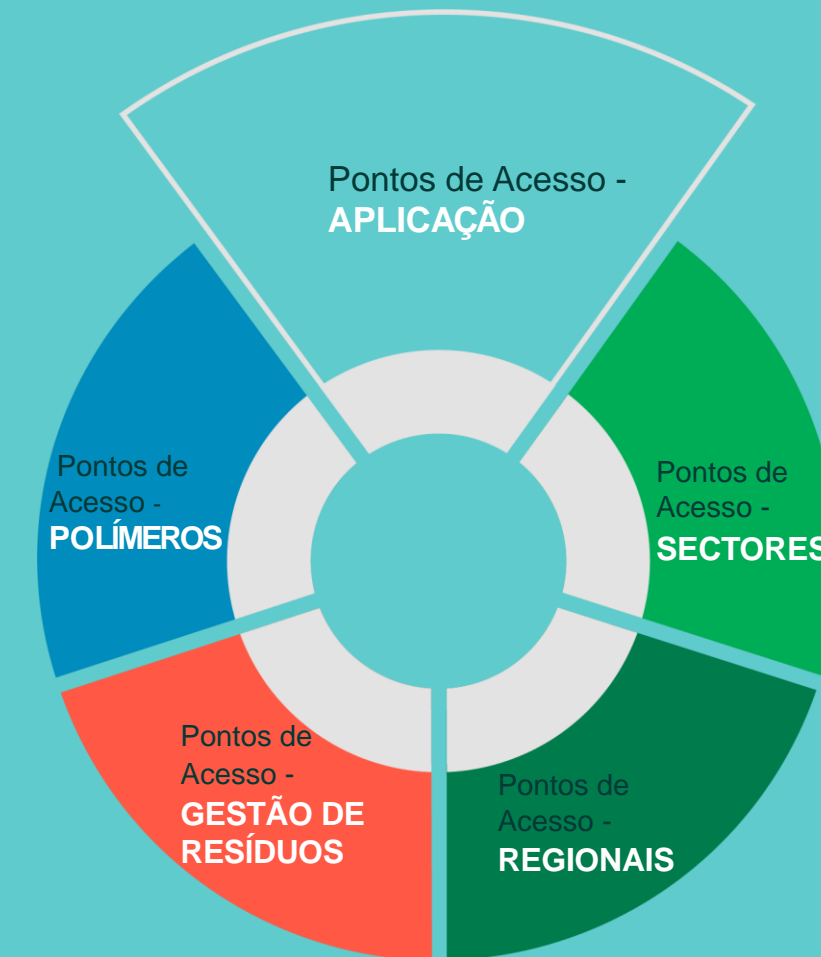 Pontos de Acesso -
APLICAÇÃO
Pontos de
Acesso -
POLÍMEROS
Pontos de
Acesso -
SECTORES
Pontos de
Acesso -
GESTÃO DE
RESÍDUOS
Pontos de
Acesso -
REGIONAIS